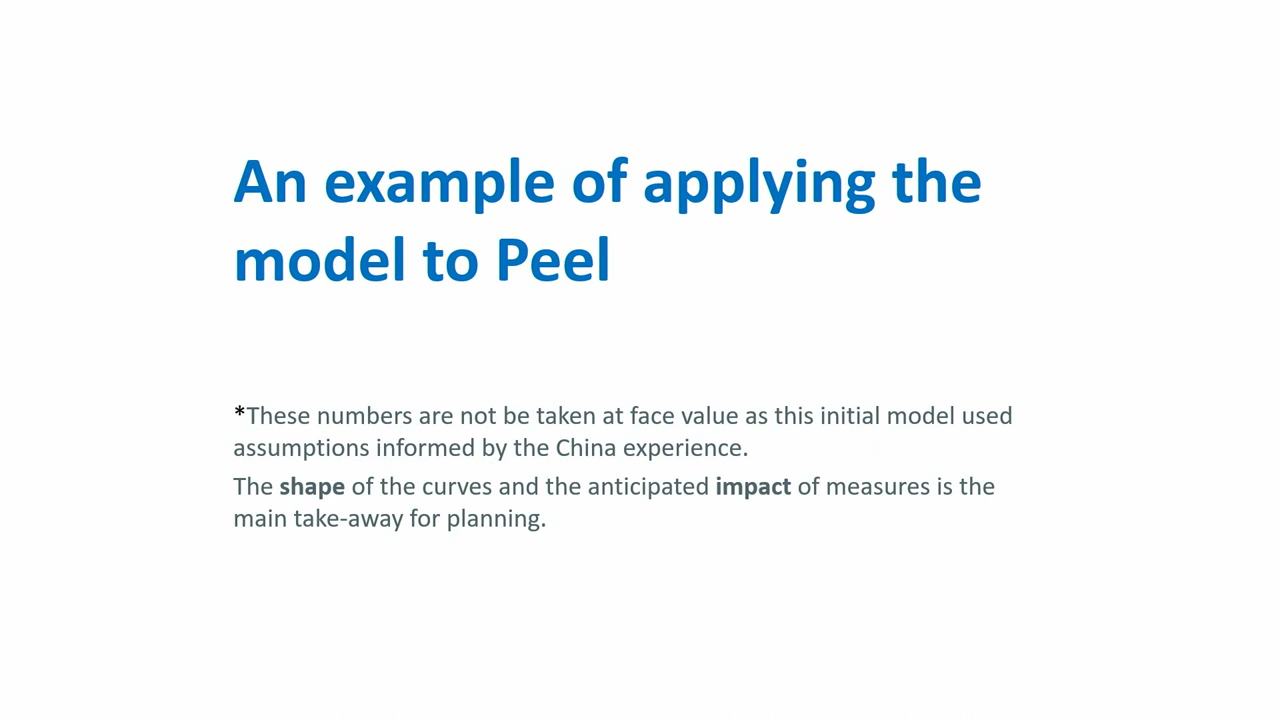 An example of applying the
model to Peel
*These numbers are not be taken at face value as this initial model used
assumptions informed by the China experience.
The shape of the curves and the anticipated impact of measures is the
main take-away for planning.